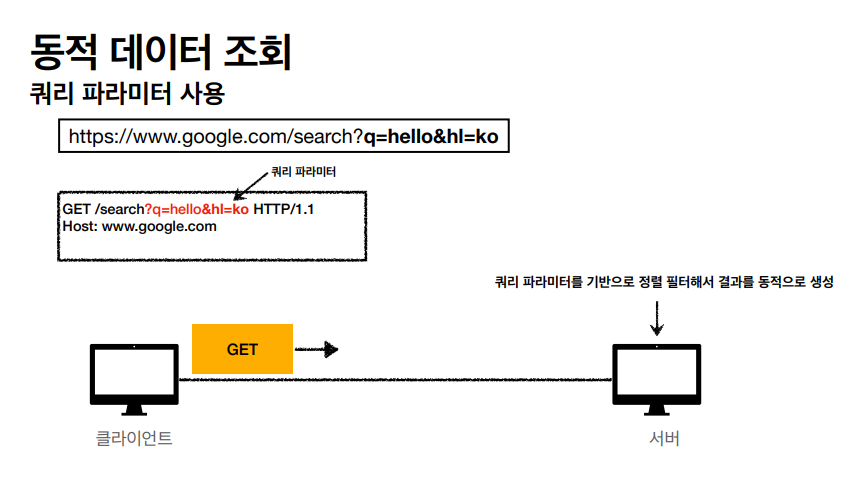 동적 데이터 조회
쿼리 파라미터 사용
https://www.google.com/search?q=hello&hl=ko
쿼리 파라미터
GET /search?q=hello&hl=ko HTTP/1.1
Host: www.google.com
쿼리 파라미터를 기반으로 정렬 필터해서 결과를 동적으로 생성
GET
클라이언트
서버